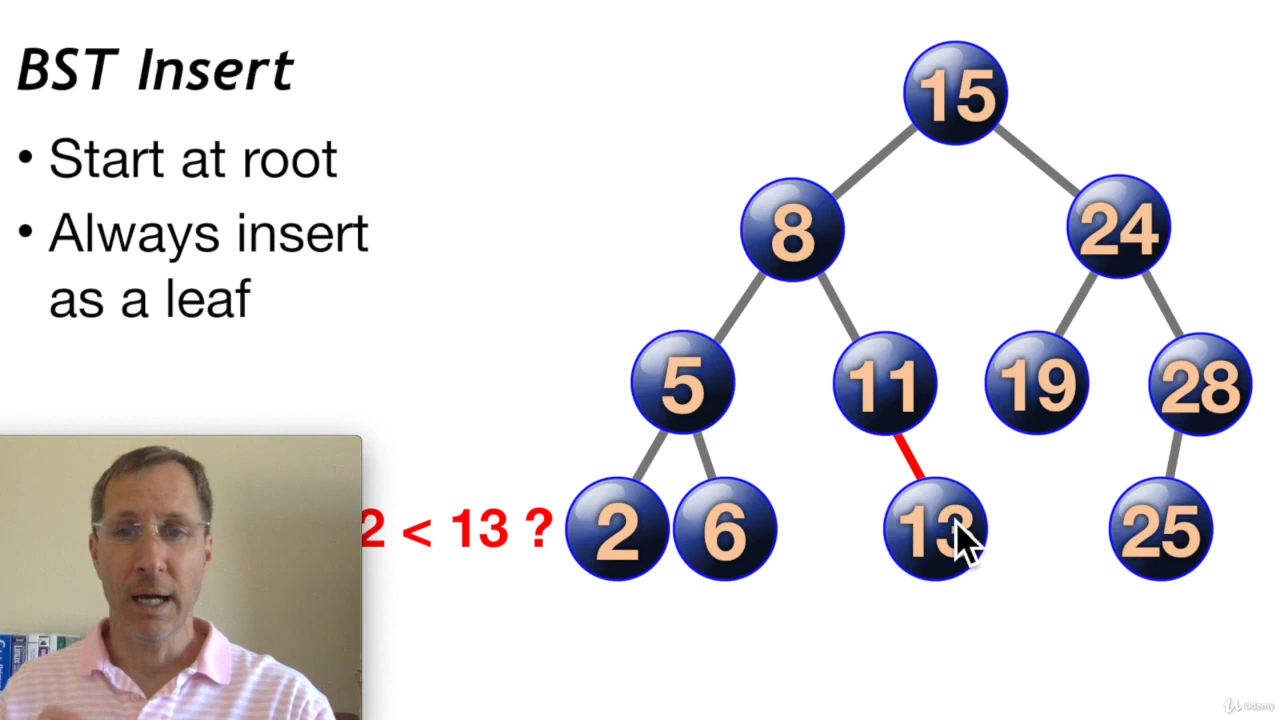 BST Insert
• Start at root
• Always insert
as a leaf
15
8
24
5
11
19
28
2 < 13 ?
2
6
13
25
Udemy